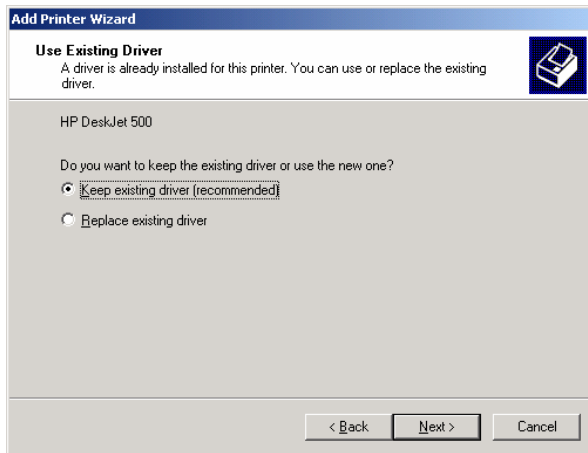 Add Printer Wizard
Use Existing Driver
A driver is already installed for this printer. You can use or replace the existing
driver.
HP DeskJet 500
Do you want to keep the existing driver or use the new one?
Keep existing driver (recommended)
Replace existing driver
< Back
Next >
Cancel